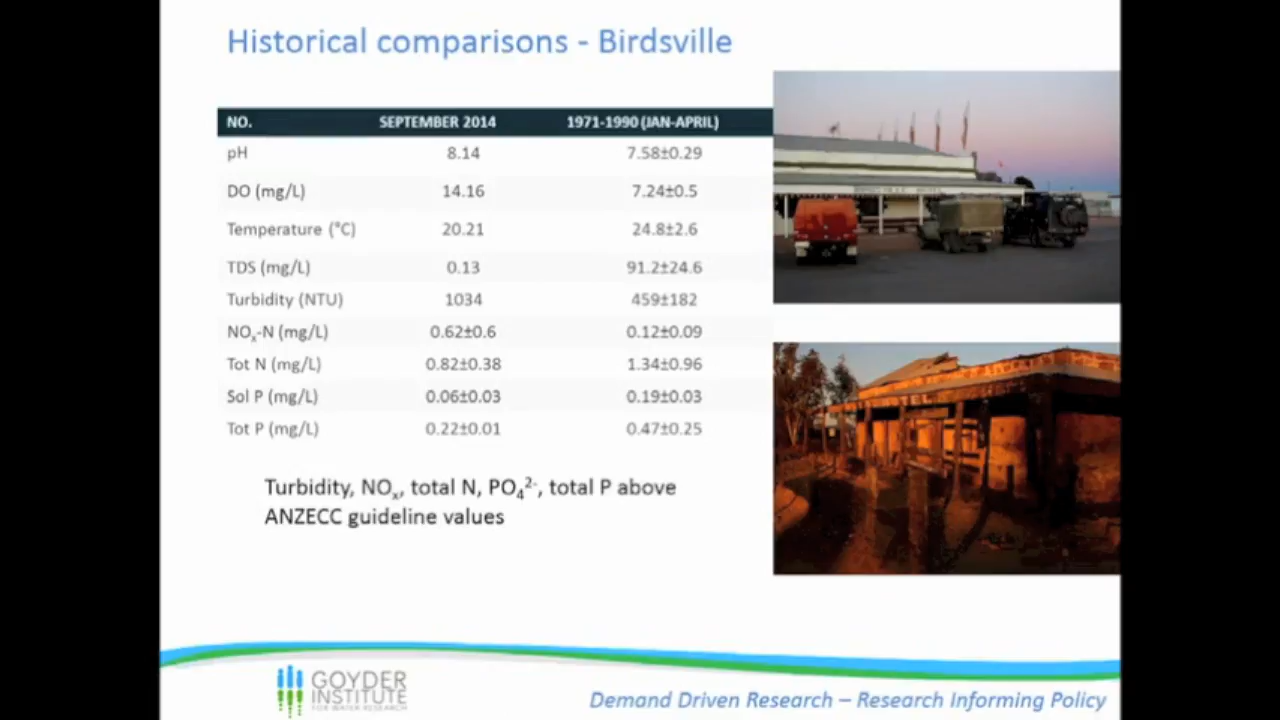 Historical comparisons - Birdsville
NO. SEPTEMBER 2014 1971-1990 (JAN-APRIL)
pH 8.14 7.58±0.29
DO (mg/L) 14.16 7.24±0.5
Temperature (°C) 20.21 24.8±2.6
TDS (mg/L) 0.13 91.2±24.6
Turbidity (NTU) 1034 459±182
NOx-N (mg/L) 0.62±0.6 0.12±0.09
Tot N (mg/L) 0.82±0.38 1.34±0.96
Sol P (mg/L) 0.06±0.03 0.19±0.03
Tot P (mg/L) 0.22±0.01 0.47±0.25
Turbidity, NOx, total N, PO4 2-, total P above
ANZECC guideline values
GOYDER
INSTITUTE
FOR WATER RESEARCH
Demand Driven Research – Research Informing Policy